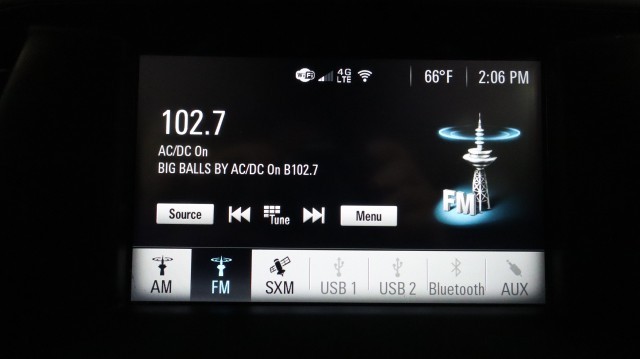 WiFi 4G LTE 66°F 2:06 PM
102.7
AC/DC On
BIG BALLS BY AC/DC On B102.7
FM
Source Tune Menu
AM FM SXM USB 1 USB 2 Bluetooth AUX